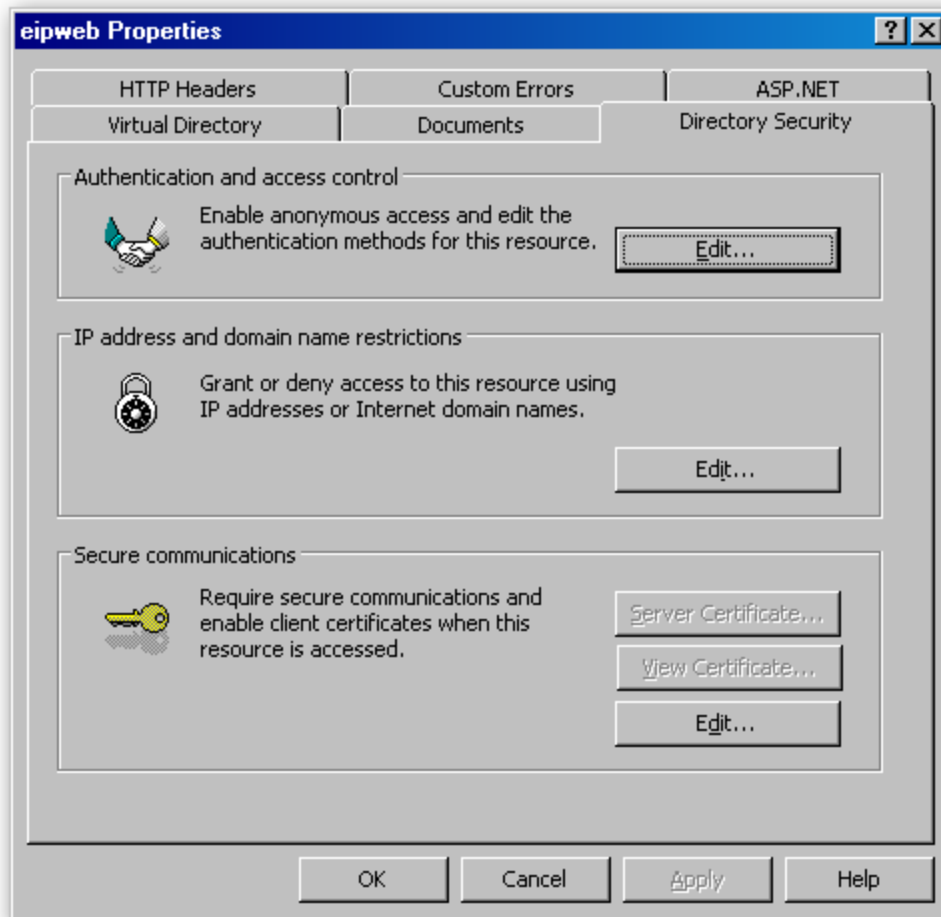 eipweb Properties
HTTP Headers
Custom Errors
ASP.NET
Virtual Directory
Documents
Directory Security
Authentication and access control
Enable anonymous access and edit the
authentication methods for this resource.
Edit...
IP address and domain name restrictions
Grant or deny access to this resource using
IP addresses or Internet domain names.
Edit...
Secure communications
Require secure communications and
enable client certificates when this
resource is accessed.
Server Certificate...
View Certificate...
Edit...
OK
Cancel
Apply
Help